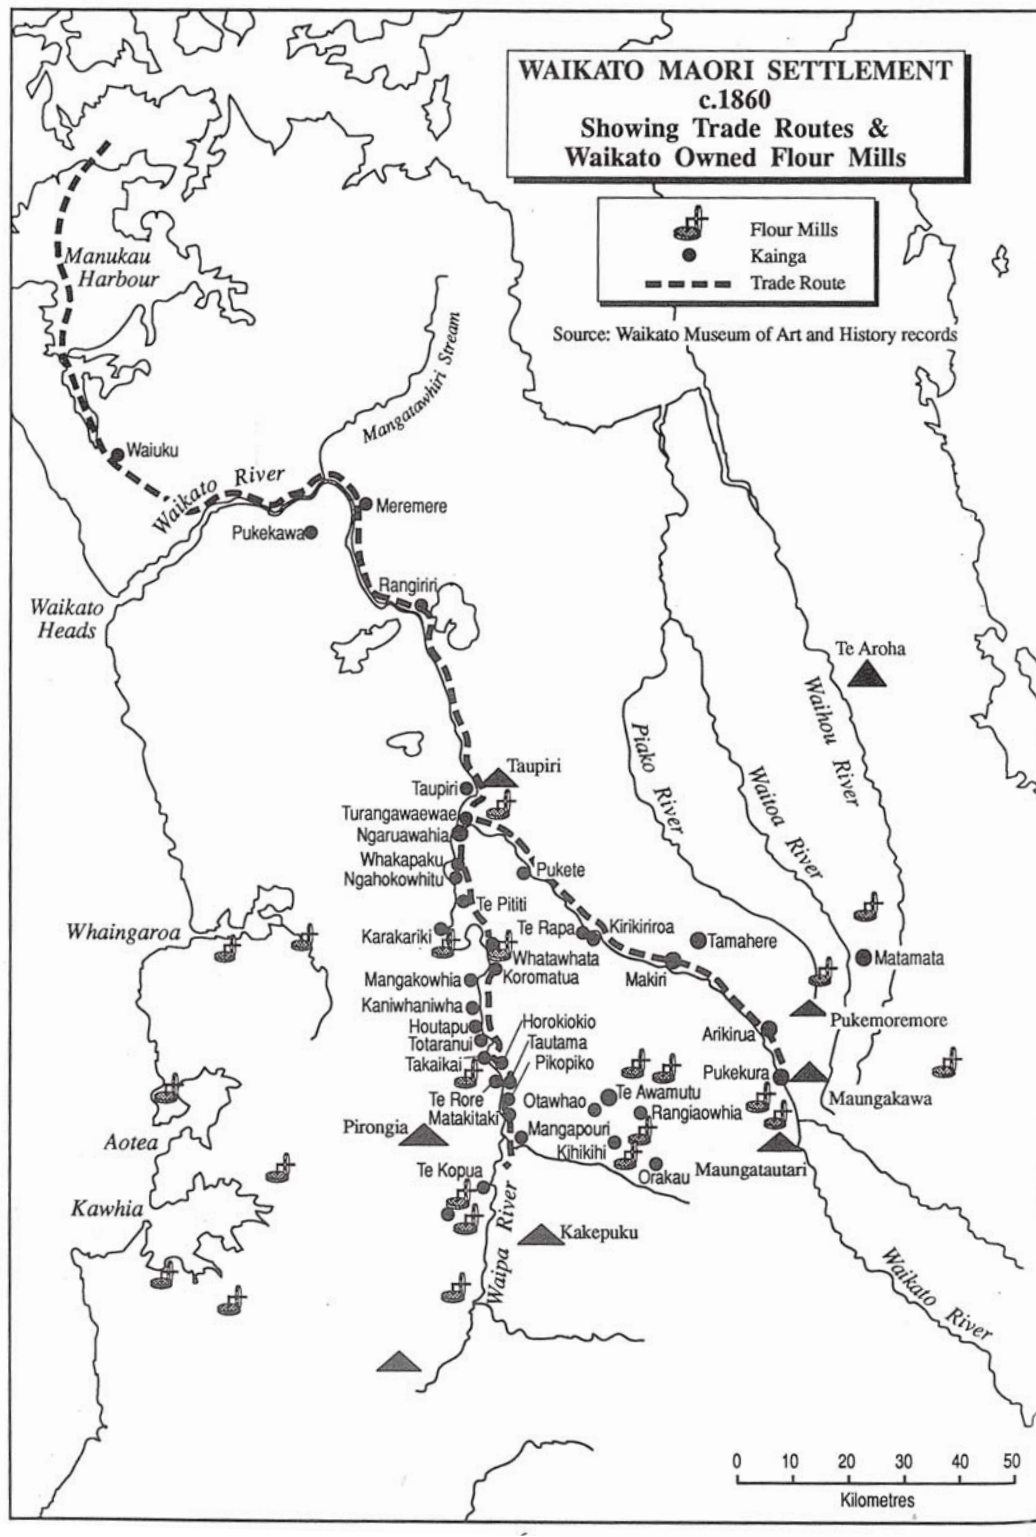 WAIKATO MAORI SETTLEMENT
c.1860
Showing Trade Routes &
Waikato Owned Flour Mills
Flour Mills
Kainga
Trade Route
Source: Waikato Museum of Art and History records
Manukau
Harbour
Mangatawhiri Stream
Waiuku
Waikato River
Meremere
Pukekawa
Rangiriri
Waikato
Heads
Te Aroha
Piako River
Waitoa River
Waihou River
Taupiri
Taupiri
Turangawaewae
Ngaruawahia
Whakapaku
Ngahokowhitu
Pukete
Te Pititi
Whaingaroa
Karakariki
Te Rapa
Kirikiriroa
Tamahere
Whatawhata
Koromatua
Makiri
Matamata
Mangakowhia
Kaniwhaniwha
Houtapu
Totaranui
Takaikai
Horokiokio
Tautama
Pikopiko
Arikirua
Pukemoremore
Pukekura
Maungakawa
Te Rore
Matakitaki
Otawhao
Te Awamutu
Rangiaowhia
Pirongia
Mangapouri
Kihikihi
Orakau
Maungatautari
Aotea
Te Kopua
Kawhia
Waipa River
Kakepuku
Waikato River
0 10 20 30 40 50
Kilometres